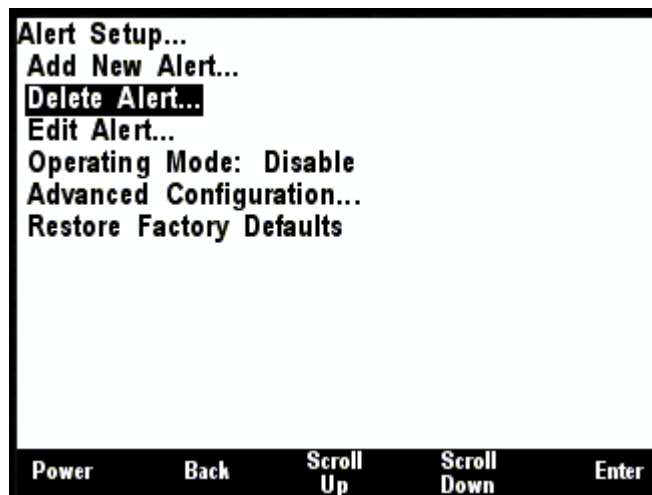 Alert Setup...
Add New Alert...
Delete Alert...
Edit Alert...
Operating Mode: Disable
Advanced Configuration...
Restore Factory Defaults
Power Back Scroll Up Scroll Down Enter